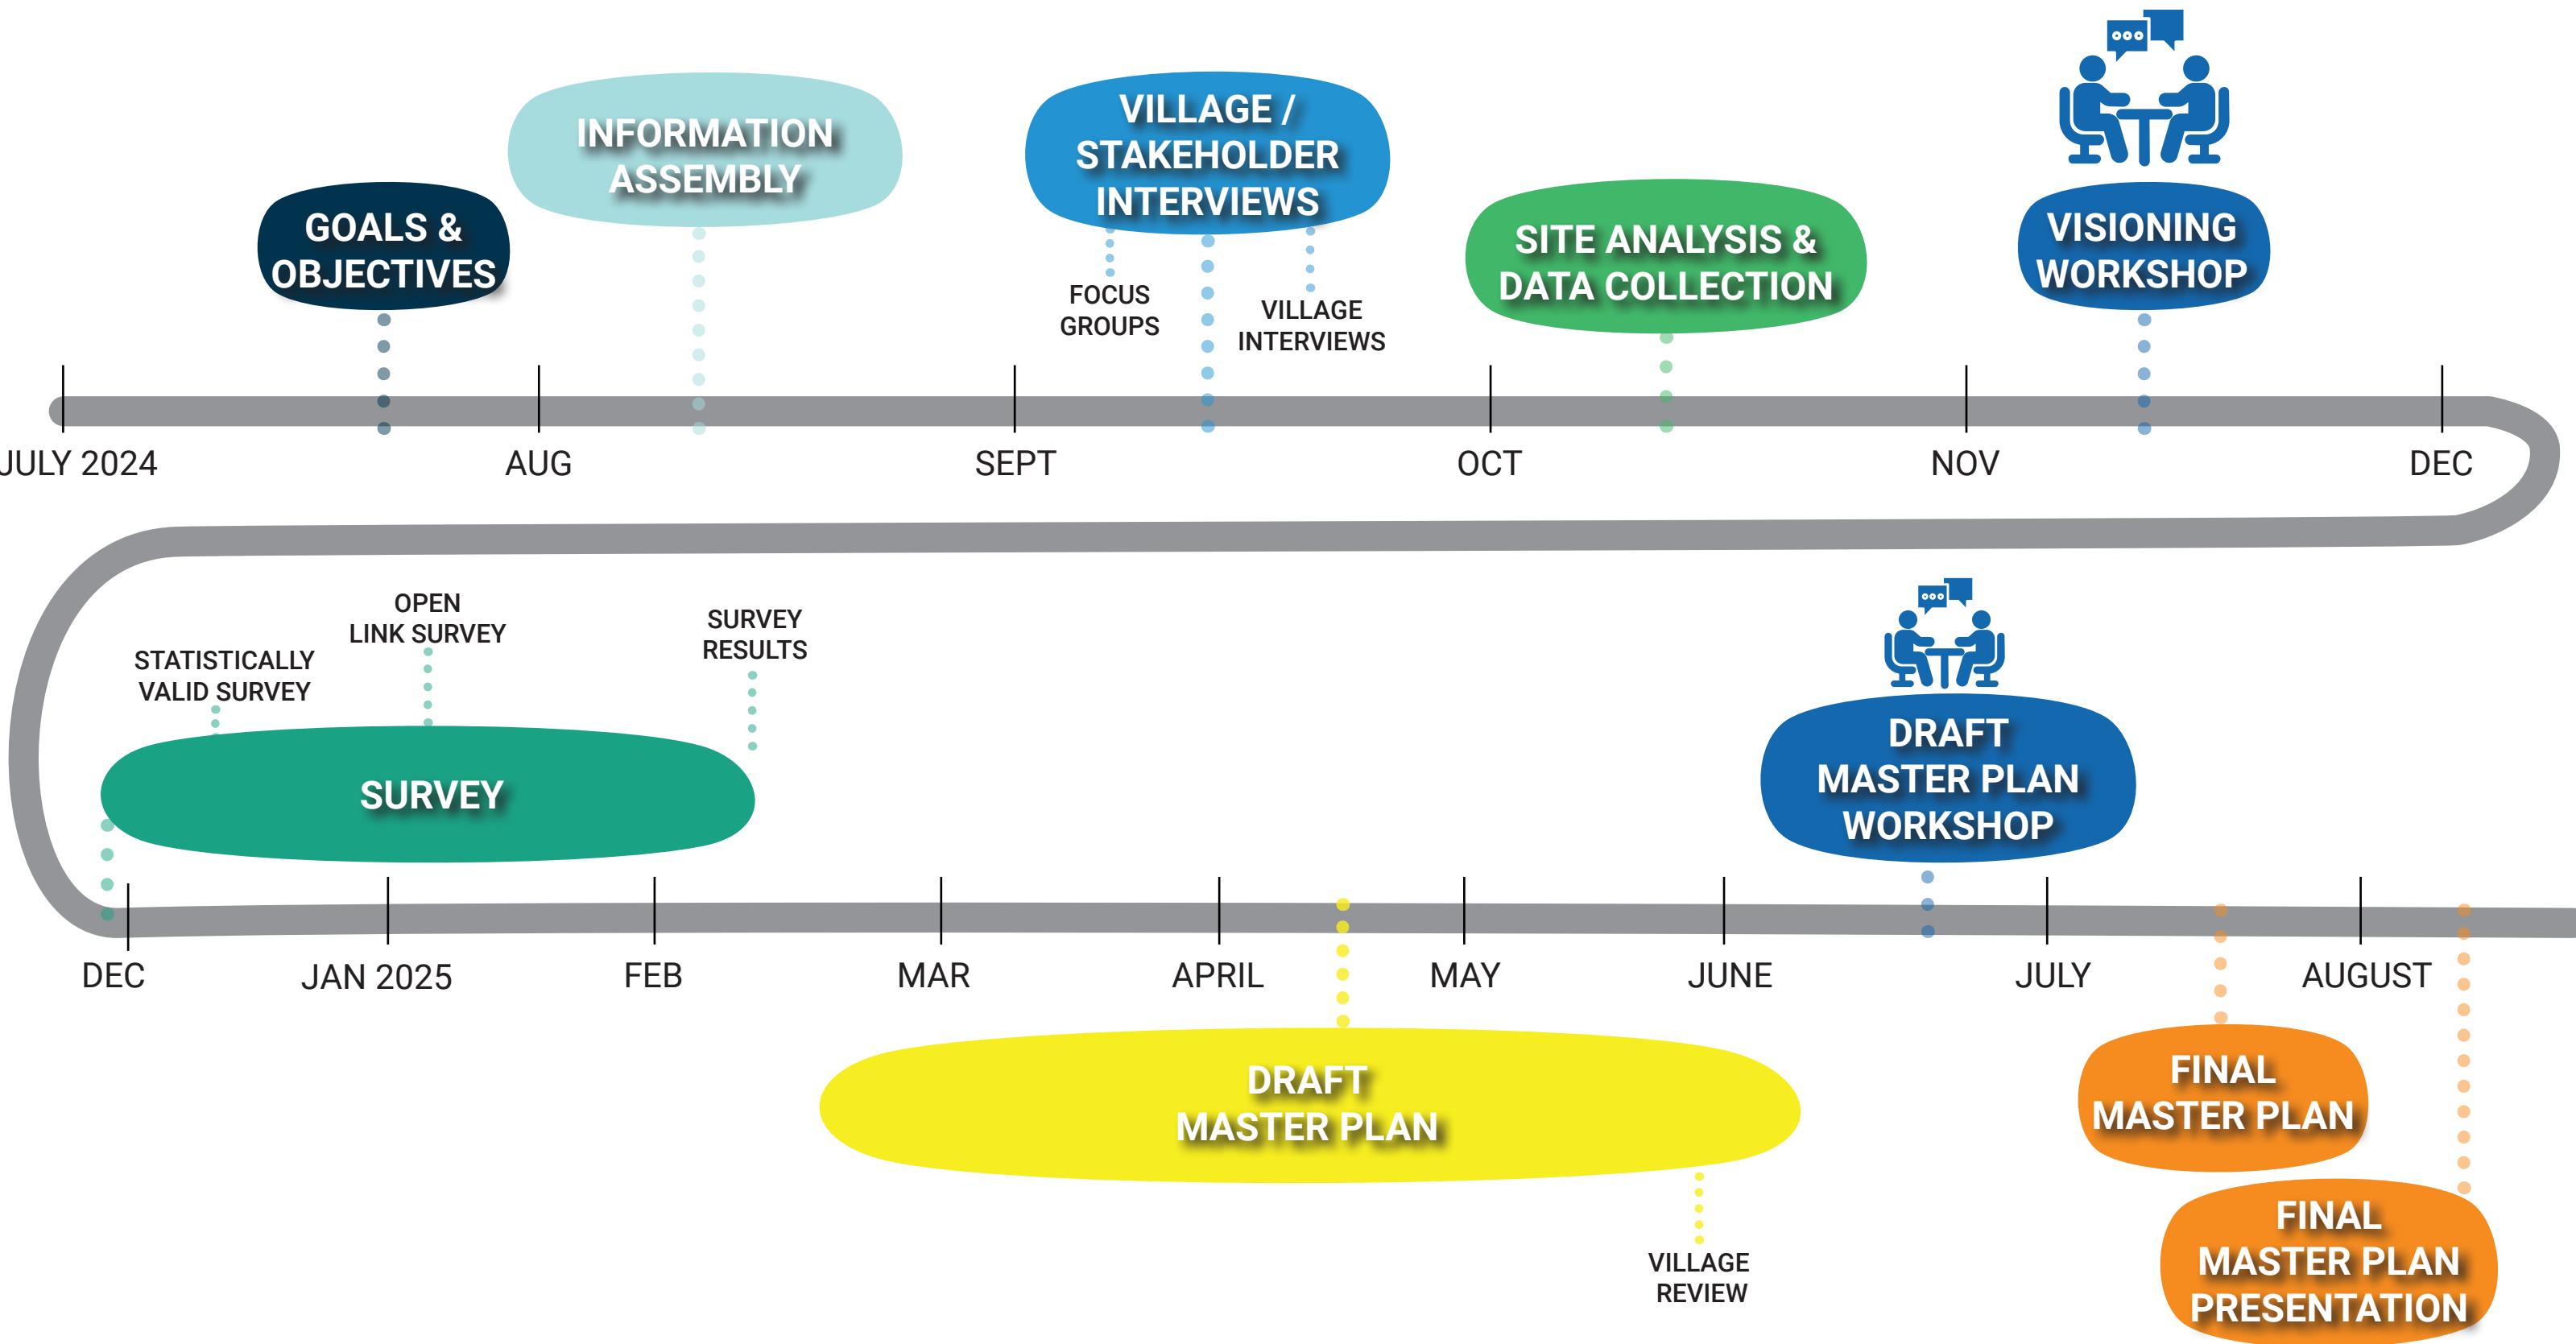 GOALS &
OBJECTIVES
INFORMATION
ASSEMBLY
VILLAGE /
STAKEHOLDER
INTERVIEWS
FOCUS
GROUPS
VILLAGE
INTERVIEWS
SITE ANALYSIS &
DATA COLLECTION
VISIONING
WORKSHOP
JULY 2024
AUG
SEPT
OCT
NOV
DEC
STATISTICALLY
VALID SURVEY
OPEN
LINK SURVEY
SURVEY
RESULTS
SURVEY
DRAFT
MASTER PLAN
WORKSHOP
DEC
JAN 2025
FEB
MAR
APRIL
MAY
JUNE
JULY
AUGUST
DRAFT
MASTER PLAN
VILLAGE
REVIEW
FINAL
MASTER PLAN
FINAL
MASTER PLAN
PRESENTATION